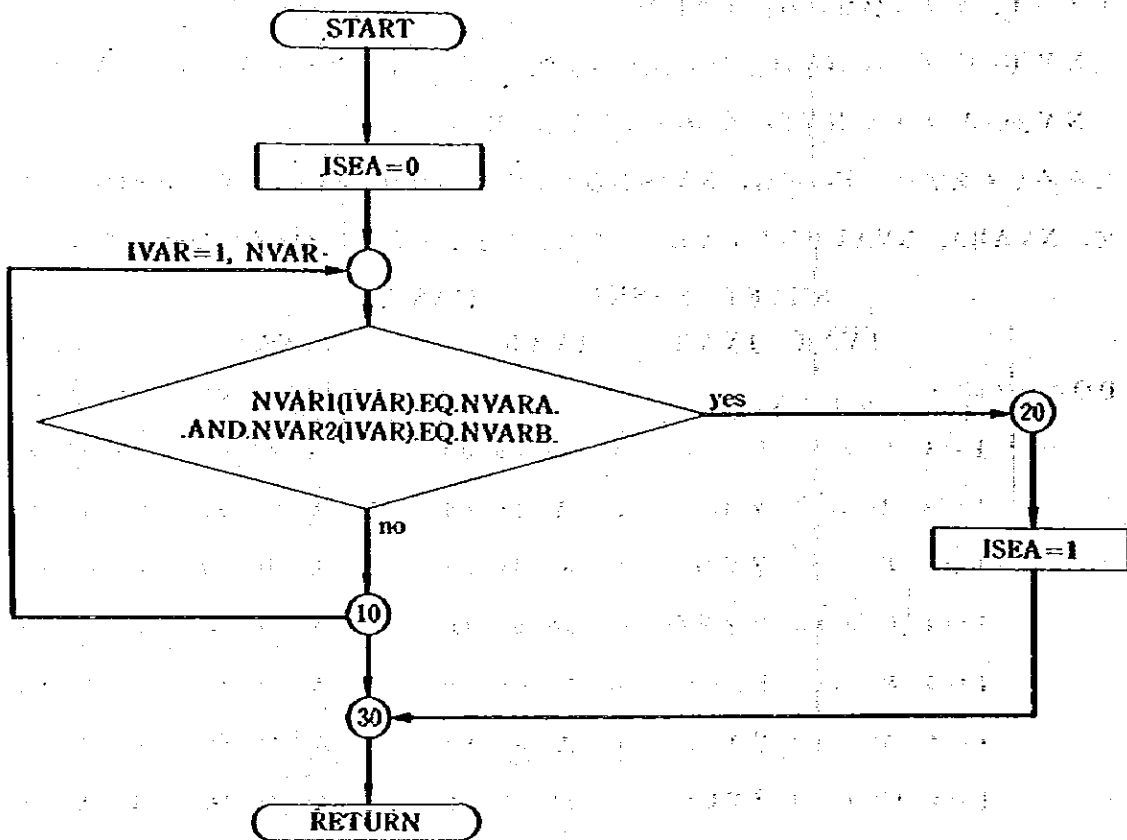 START
ISEA=0
IVAR=1, NVAR
NVAR1(IVAR).EQ.NVARA.
.AND.NVAR2(IVAR).EQ.NVARB.
yes
20
no
ISEA=1
10
30
RETURN